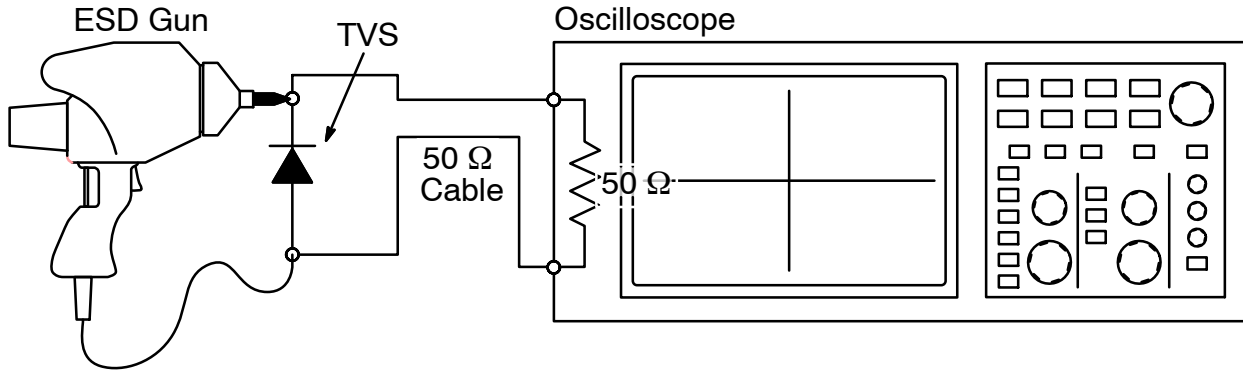 ESD Gun
Oscilloscope
TVS
50 Ω
Cable
50 Ω